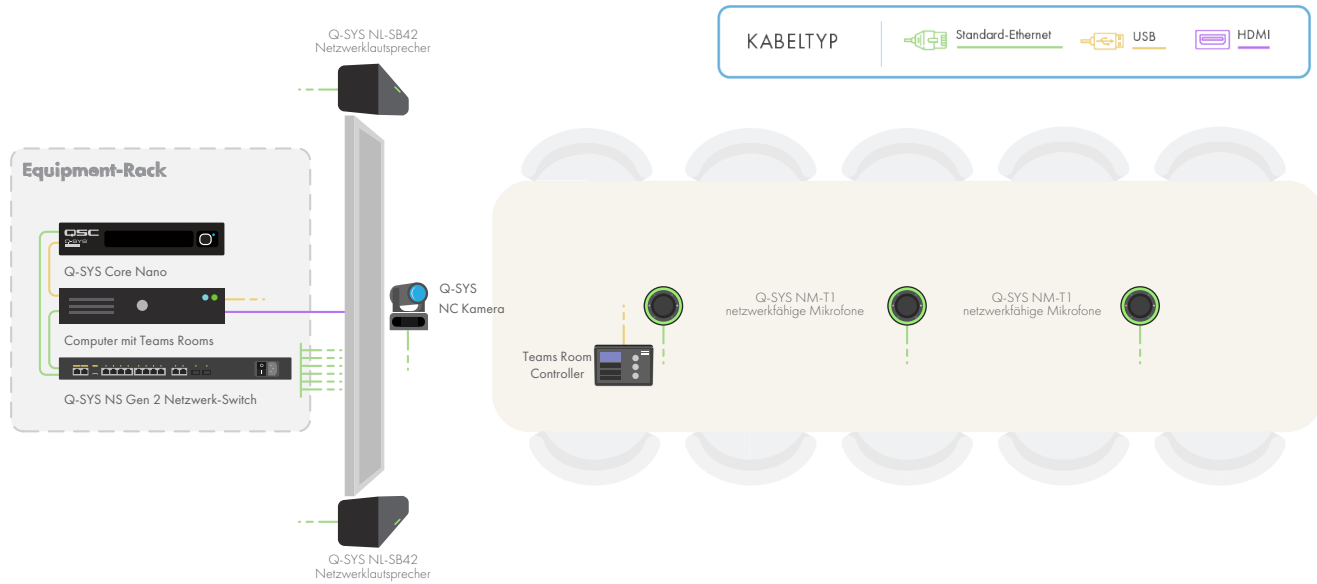 Q-SYS NL-SB42
Netzwerklautsprecher
KABELTYP
Standard-Ethernet
USB
HDMI
Equipment-Rack
QSC
Q-SYS
Q-SYS Core Nano
Computer mit Teams Rooms
Q-SYS NS Gen 2 Netzwerk-Switch
Q-SYS
NC Kamera
Q-SYS NM-T1
netzwerkfähige Mikrofone
Q-SYS NM-T1
netzwerkfähige Mikrofone
Teams Room
Controller
Q-SYS NL-SB42
Netzwerklautsprecher